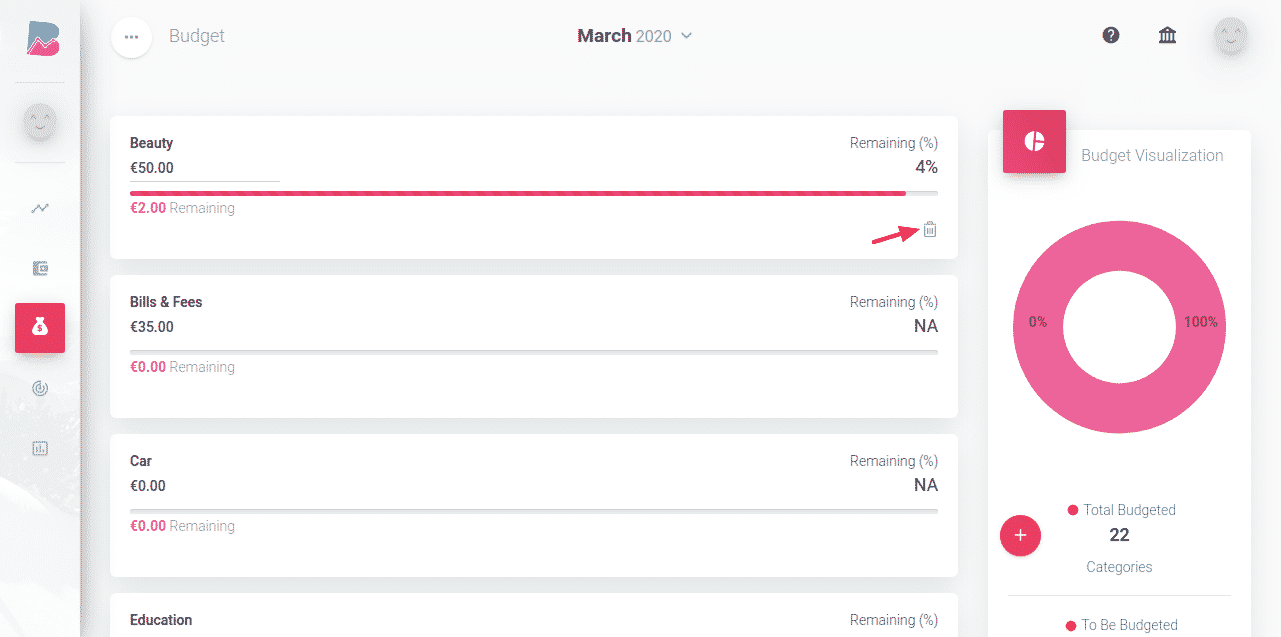 Budget
March 2020
Beauty
Remaining (%)
€50.00
4%
€2.00 Remaining
Bills & Fees
Remaining (%)
€35.00
NA
€0.00 Remaining
Car
Remaining (%)
€0.00
NA
€0.00 Remaining
Education
Remaining (%)
Budget Visualization
0%
100%
Total Budgeted
22
Categories
To Be Budgeted